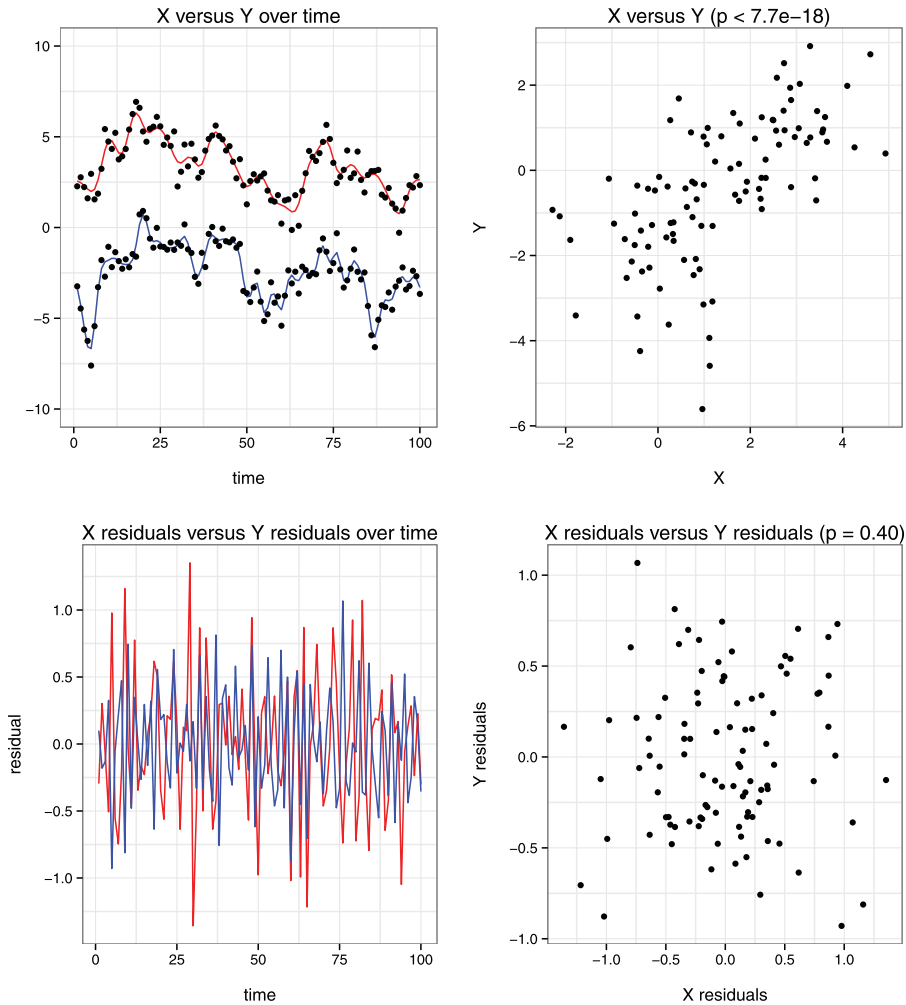 X versus Y over time
10
5
0
−5
−10
0 25 50 75 100
time
X versus Y (p < 7.7e−18)
Y
2
0
−2
−4
−6
−2 0 2 4
X
X residuals versus Y residuals over time
residual
1.0
0.5
0.0
−0.5
−1.0
0 25 50 75 100
time
X residuals versus Y residuals (p = 0.40)
Y residuals
1.0
0.5
0.0
−0.5
−1.0
−1.0 −0.5 0.0 0.5 1.0
X residuals